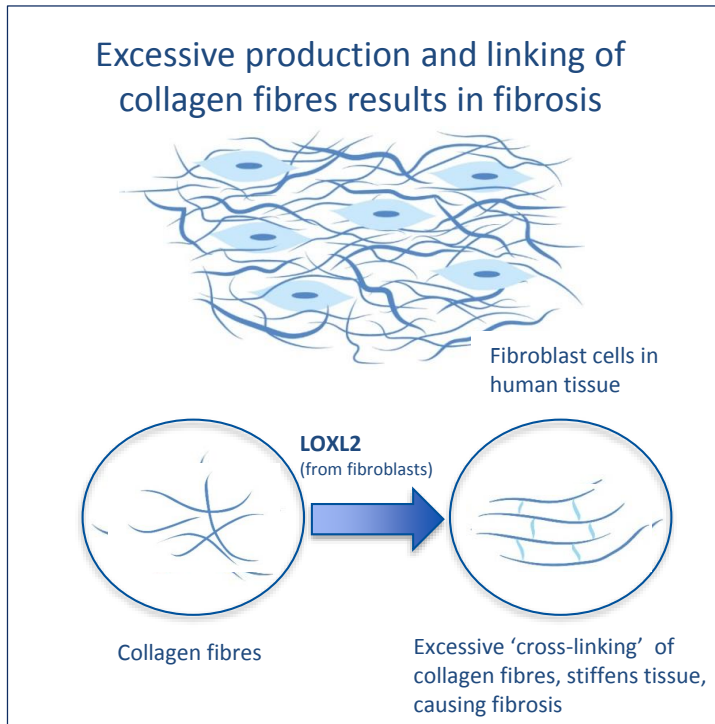 Excessive production and linking of
collagen fibres results in fibrosis
Fibroblast cells in
human tissue
LOXL2
(from fibroblasts)
Collagen fibres
Excessive ‘cross-linking’ of
collagen fibres, stiffens tissue,
causing fibrosis